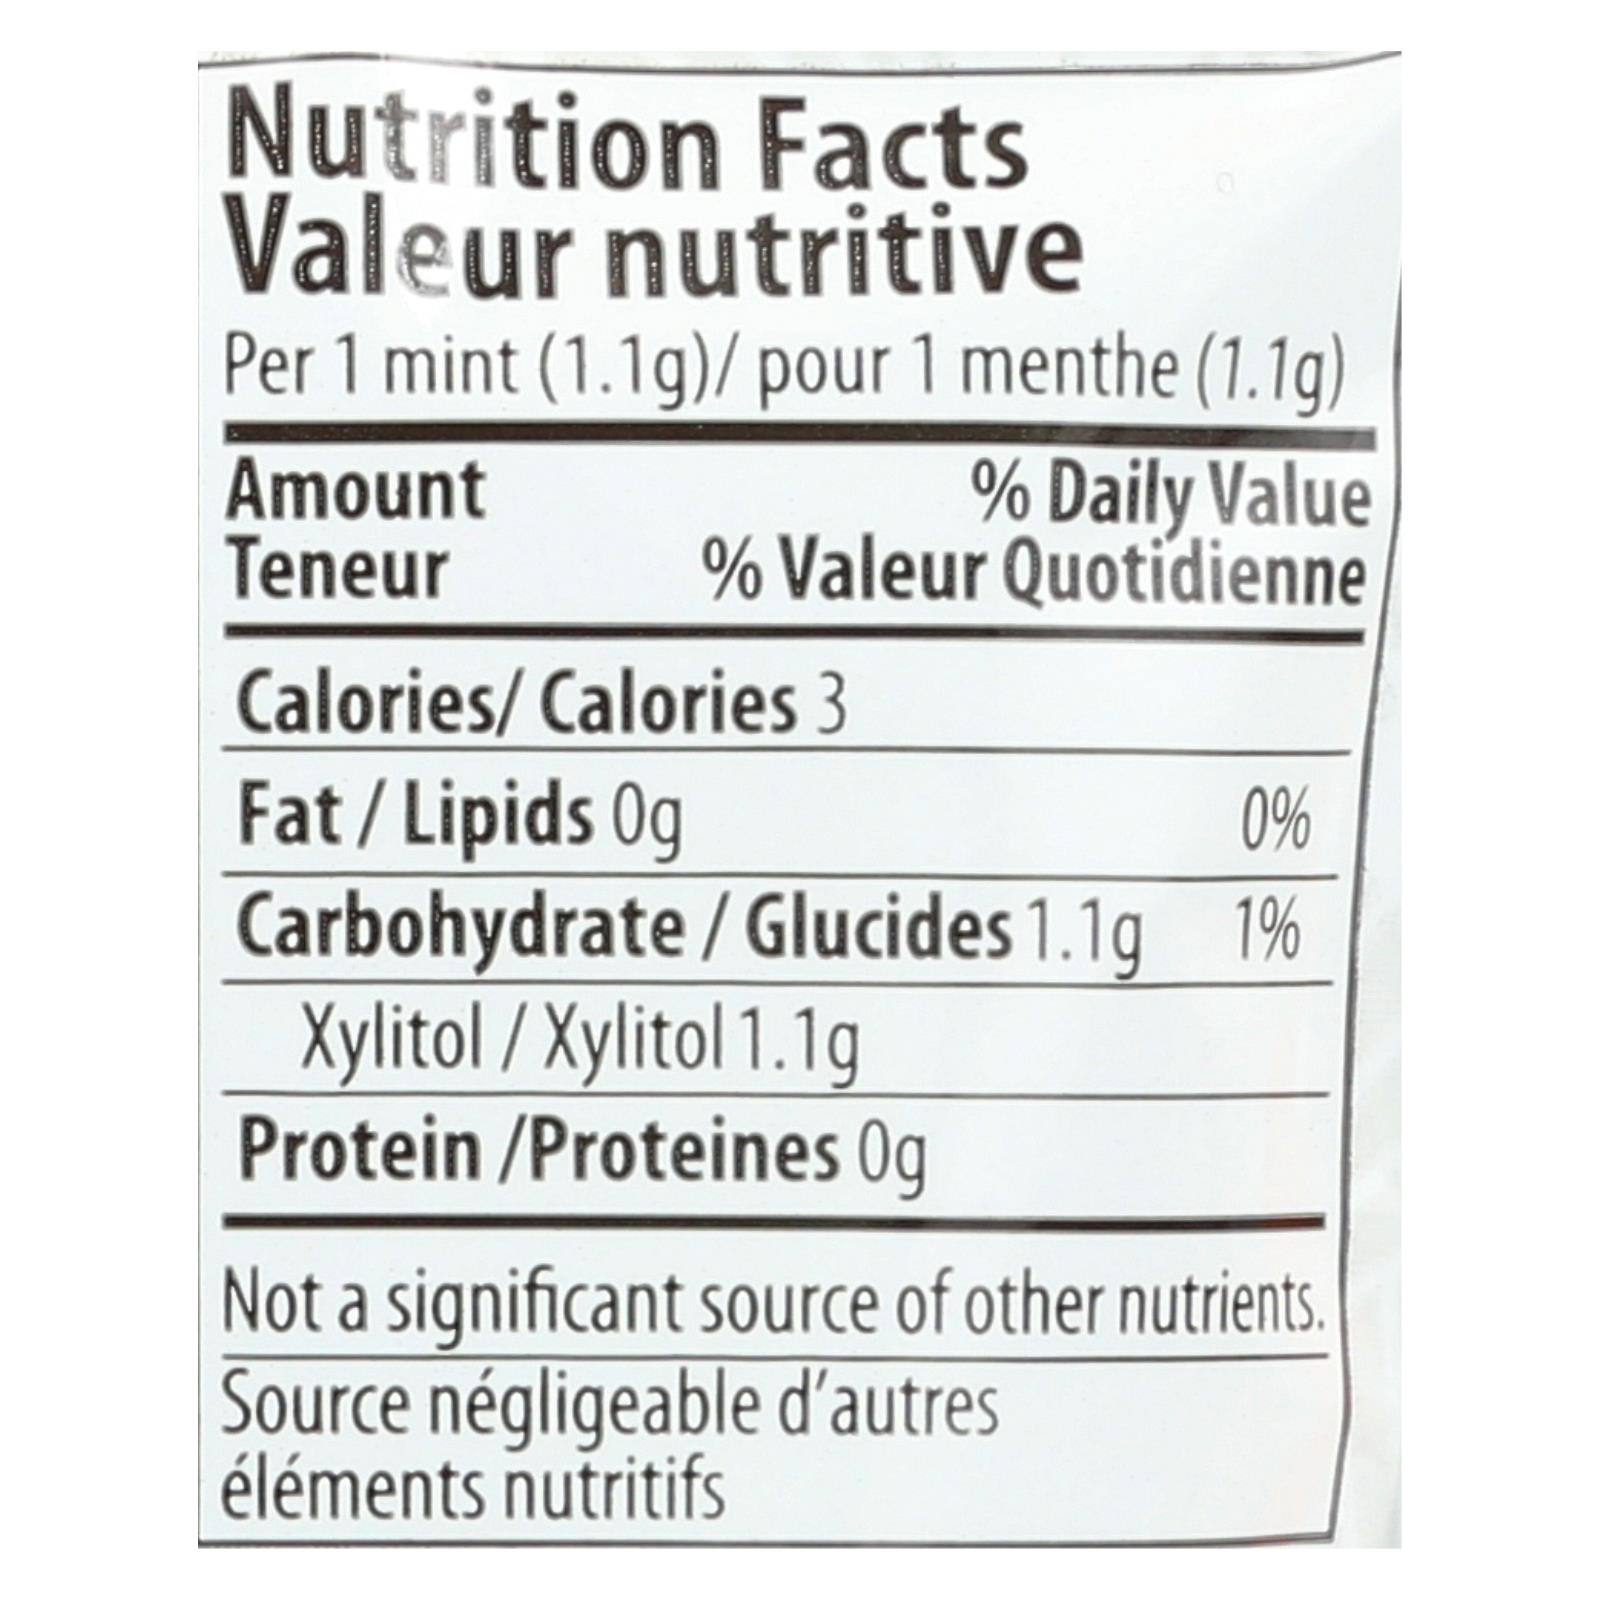 Nutrition Facts
Valeur nutritive
Per 1 mint (1.1g)/ pour 1 menthe (1.1g)
Amount % Daily Value
Teneur % Valeur Quotidienne
Calories/ Calories 3
Fat / Lipids 0g 0%
Carbohydrate / Glucides 1.1g 1%
Xylitol / Xylitol 1.1g
Protein /Proteines 0g
Not a significant source of other nutrients.
Source négligeable d'autres
éléments nutritifs